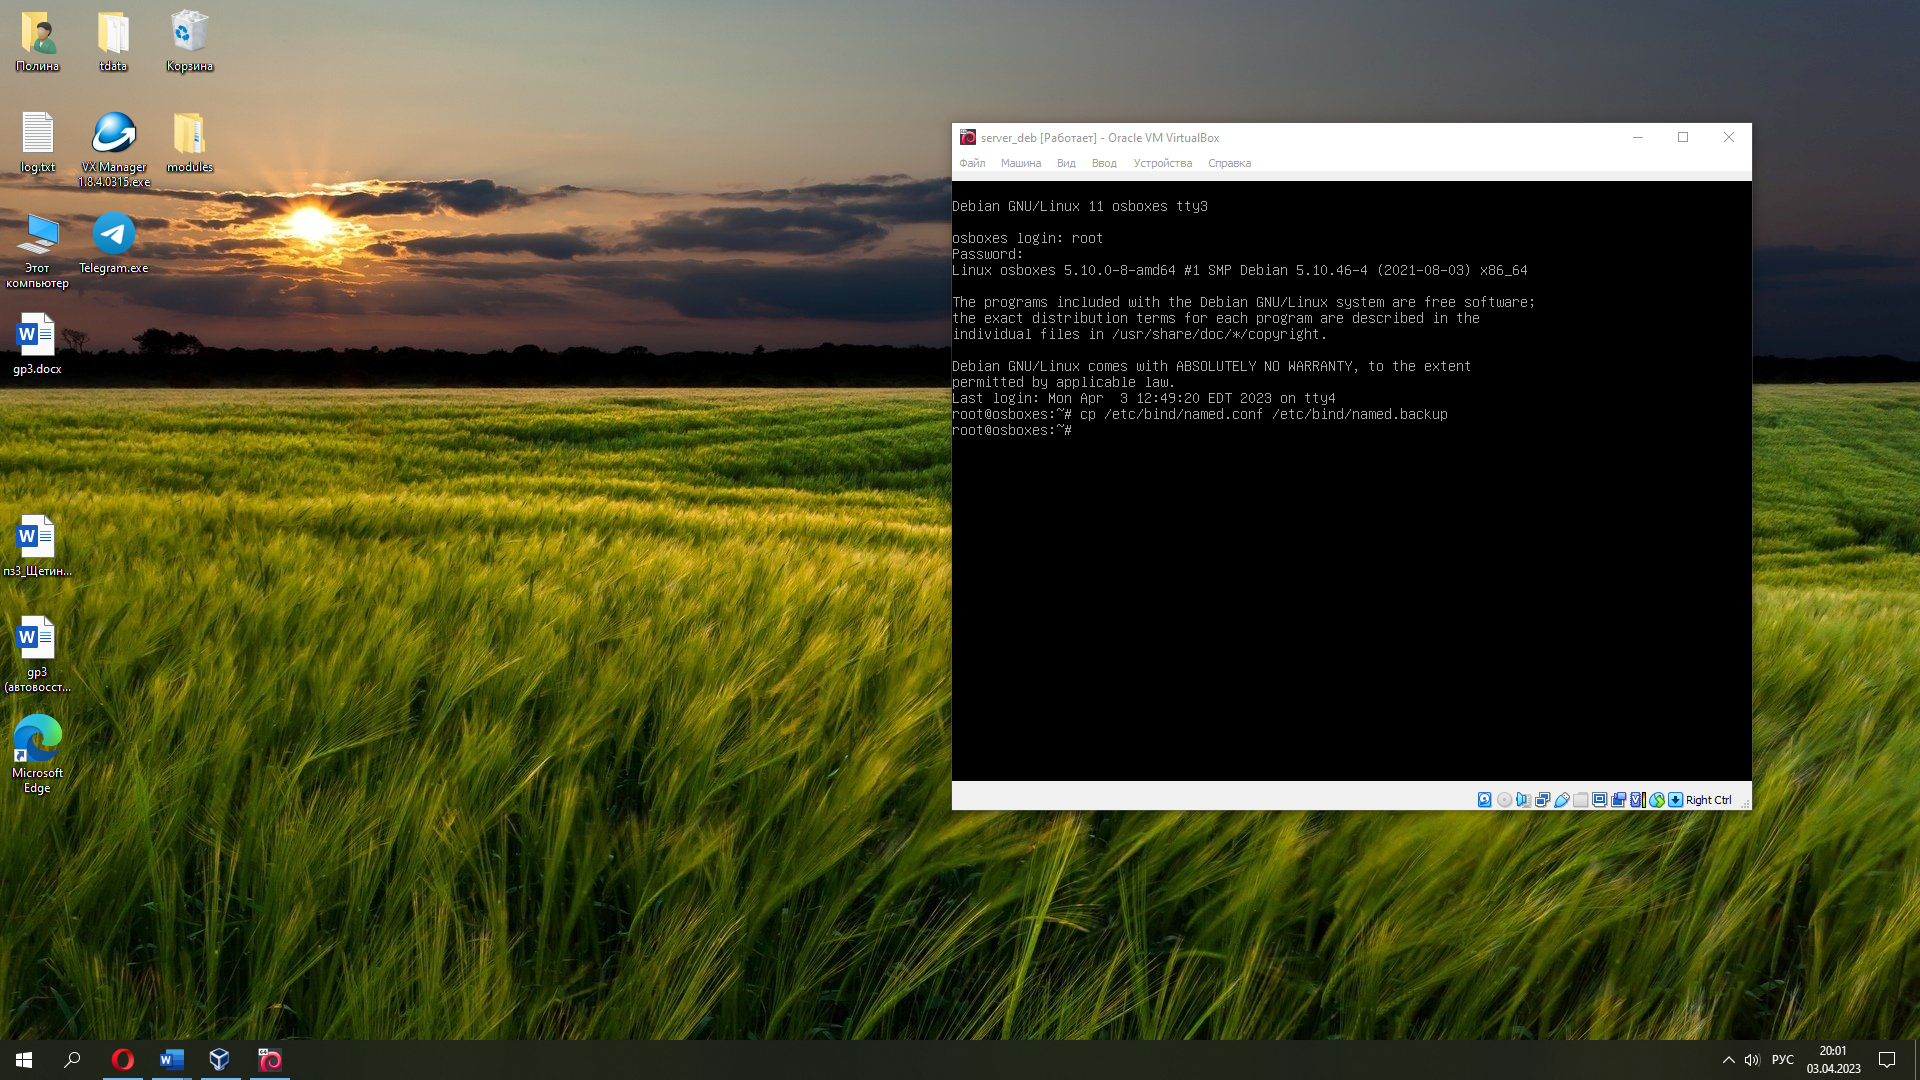 Полина
tdata
Корзина
log.txt
VX Manager
1.8.4.0315.exe
modules
Этот
компьютер
Telegram.exe
gp3.docx
пз3_Щетин...
gp3
(автовосст...
Microsoft
Edge
server_deb [Работает] - Oracle VM VirtualBox
Файл Машина Вид Ввод Устройства Справка
Debian GNU/Linux 11 osboxes tty3
osboxes login: root
Password:
Linux osboxes 5.10.0-8-amd64 #1 SMP Debian 5.10.46-4 (2021-08-03) x86_64
The programs included with the Debian GNU/Linux system are free software;
the exact distribution terms for each program are described in the
individual files in /usr/share/doc/*/copyright.
Debian GNU/Linux comes with ABSOLUTELY NO WARRANTY, to the extent
permitted by applicable law.
Last login: Mon Apr  3 12:49:20 EDT 2023 on tty4
root@osboxes:~# cp /etc/bind/named.conf /etc/bind/named.backup
root@osboxes:~#
Right Ctrl
РУС
20:01
03.04.2023